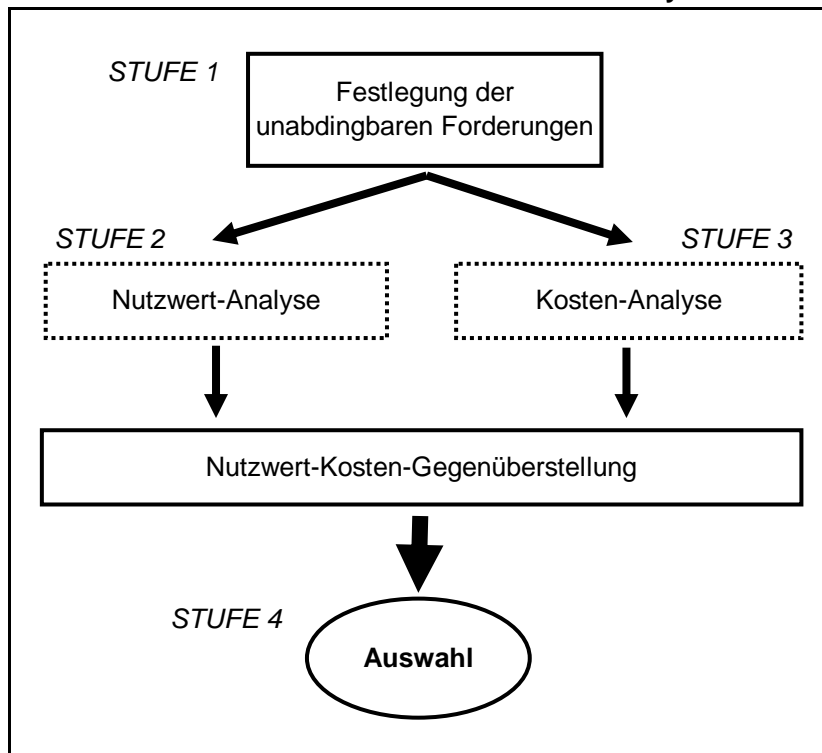 STUFE 1
Festlegung der
unabdingbaren Forderungen
STUFE 2
STUFE 3
Nutzwert-Analyse
Kosten-Analyse
Nutzwert-Kosten-Gegenüberstellung
STUFE 4
Auswahl